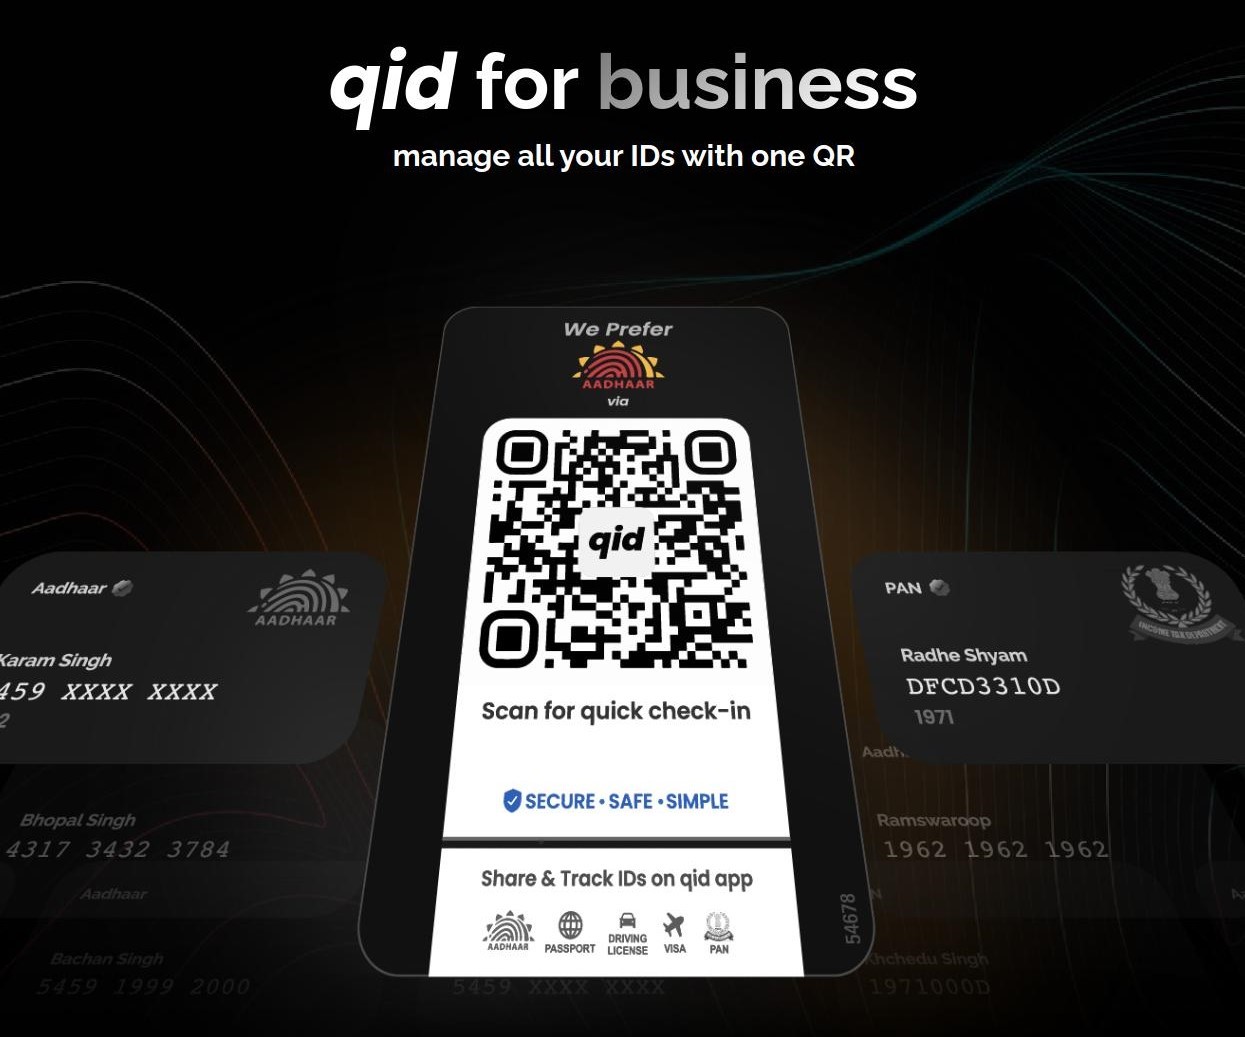 qid for business
manage all your IDs with one QR
We Prefer
AADHAAR
via
qid
Scan for quick check-in
SECURE • SAFE • SIMPLE
Share & Track IDs on qid app
AADHAAR
PASSPORT
DRIVING
LICENSE
VISA
PAN
54678
Aadhaar
AADHAAR
Karam Singh
459 XXXX XXXX
2
Bhopal Singh
4317 3432 3784
Aadhaar
Bachan Singh
5459 1999 2000
5459 XXXX XXXX
PAN
INCOME TAX DEPARTMENT
Radhe Shyam
DFCD3310D
1971
Aadh
Ramswaroop
1962 1962 1962
N
Khchedu Singh
1971000D